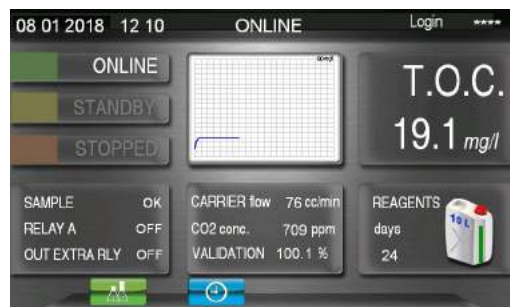 08 01 2018 12 10 ONLINE Login ****
ONLINE
STANDBY
STOPPED
T.O.C.
19.1 mg/l
SAMPLE OK
RELAY A OFF
OUT EXTRA RLY OFF
CARRIER flow 76 cc/min
CO2 conc. 709 ppm
VALIDATION 100.1 %
REAGENTS
10 L
days
24